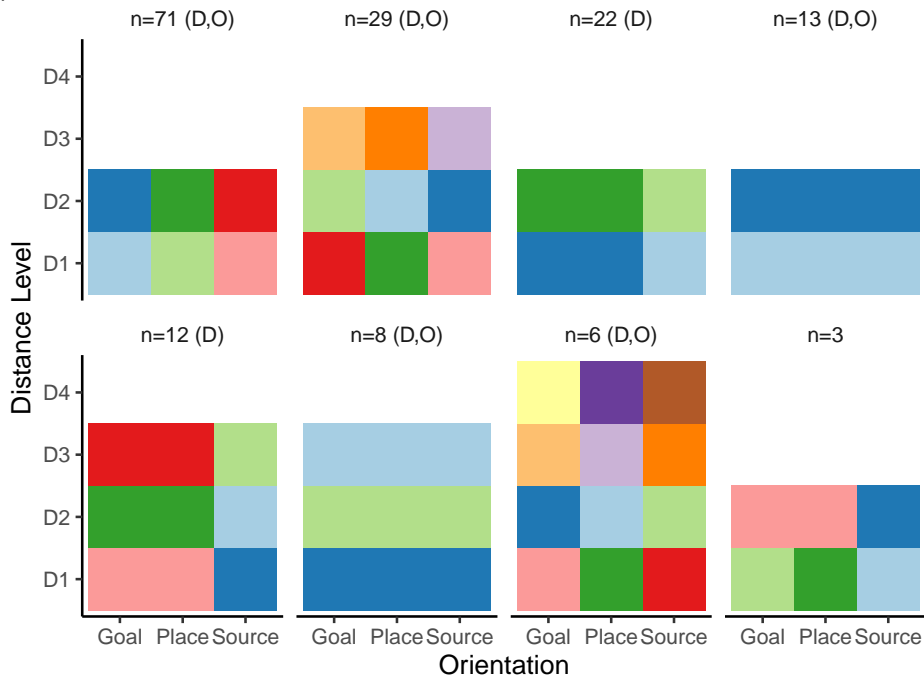 n=71 (D,O) n=29 (D,O) n=22 (D) n=13 (D,O)
D4
D3
D2
D1
n=12 (D) n=8 (D,O) n=6 (D,O) n=3
D4
D3
D2
D1
Distance Level
Goal Place Source Goal Place Source Goal Place Source Goal Place Source
Orientation